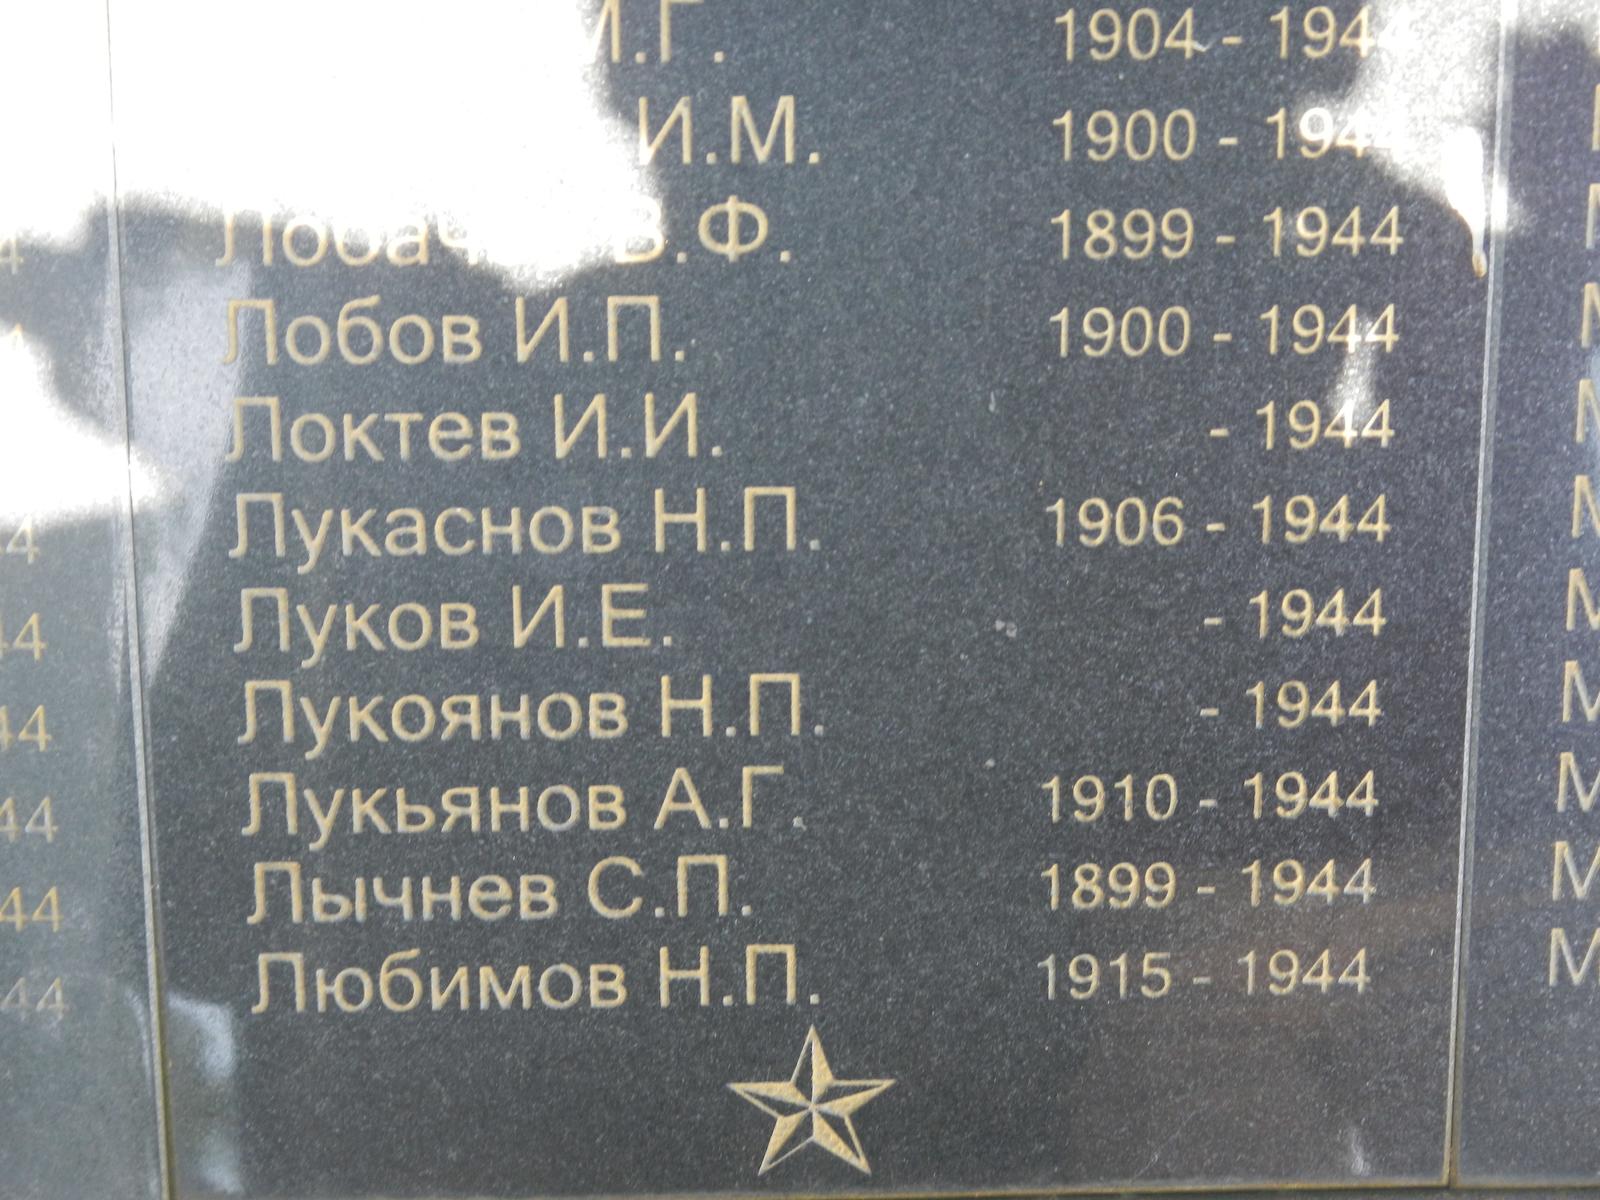 И.Г. 1904 - 194
И.М. 1900 - 194
В.Ф. 1899 - 1944
Лобов И.П. 1900 - 1944
Локтев И.И. - 1944
Лукаснов Н.П. 1906 - 1944
Луков И.Е. - 1944
Лукоянов Н.П. - 1944
Лукьянов А.Г. 1910 - 1944
Лычнев С.П. 1899 - 1944
Любимов Н.П. 1915 - 1944